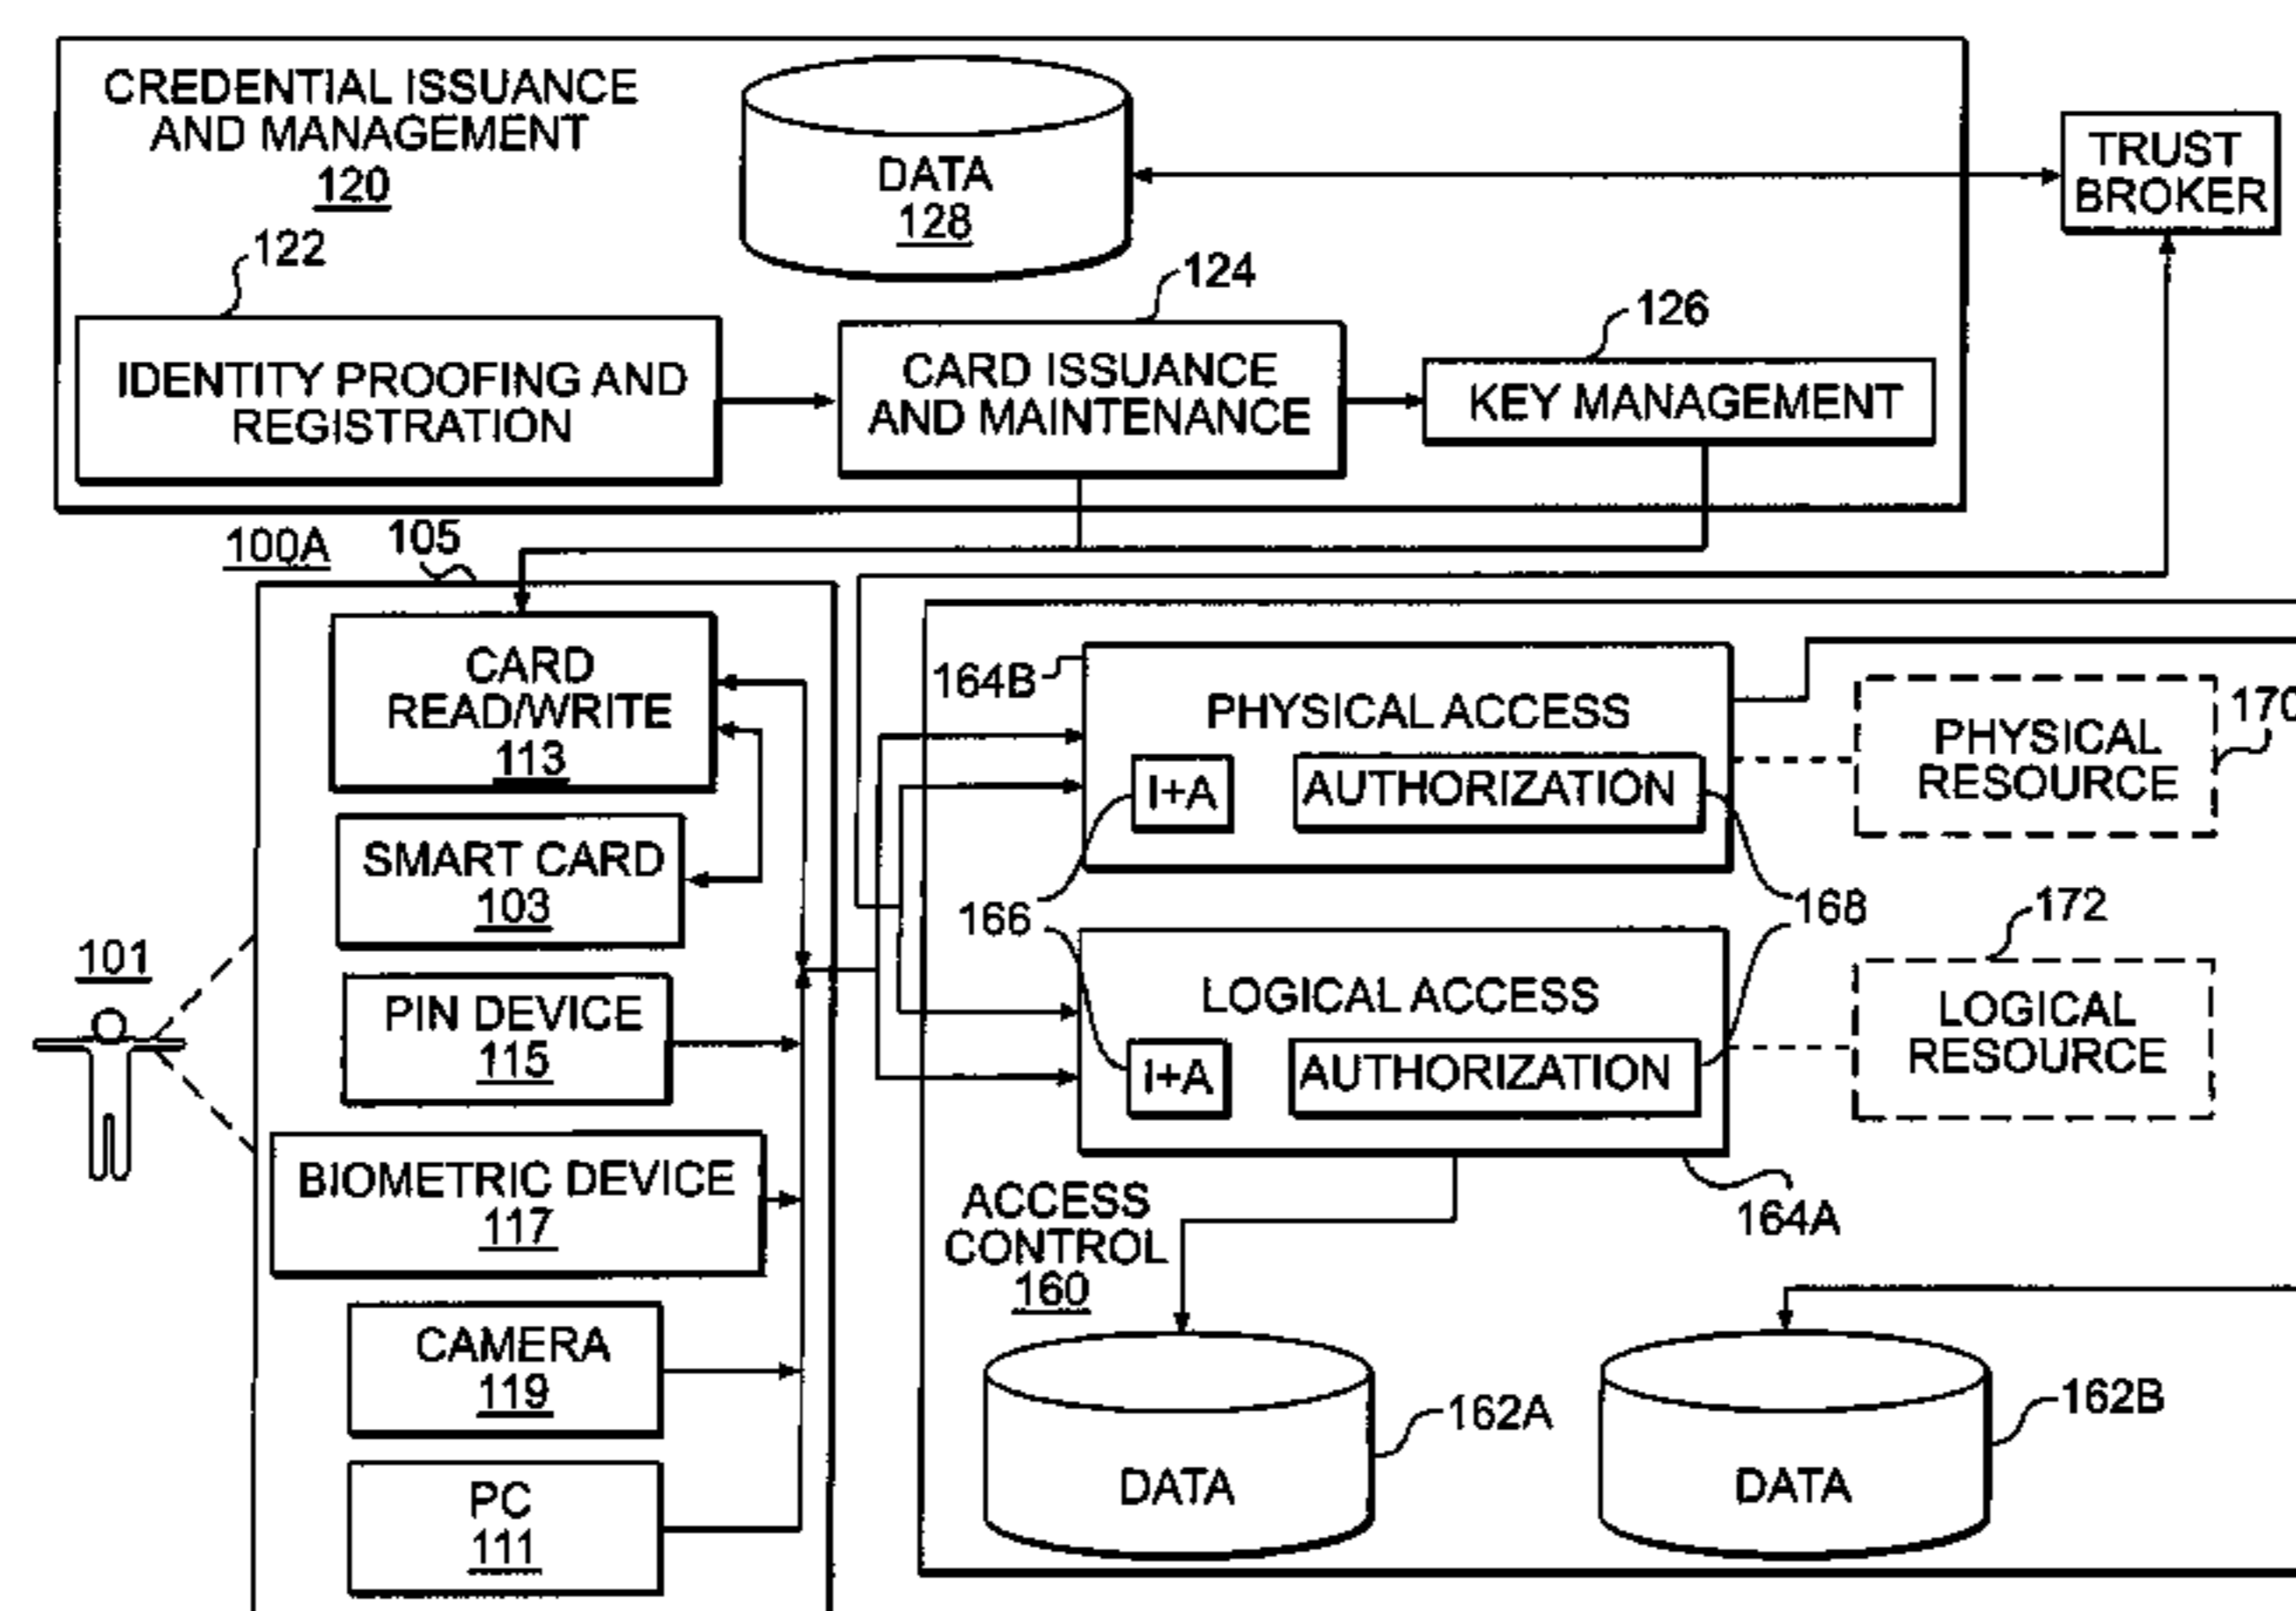 CREDENTIAL ISSUANCE
AND MANAGEMENT
120
DATA
128
TRUST
BROKER
122
124
126
IDENTITY PROOFING AND
REGISTRATION
CARD ISSUANCE
AND MAINTENANCE
KEY MANAGEMENT
100A
105
CARD
READ/WRITE
113
SMART CARD
103
101
PIN DEVICE
115
BIOMETRIC DEVICE
117
CAMERA
119
PC
111
164B
PHYSICAL ACCESS
I+A
AUTHORIZATION
PHYSICAL
RESOURCE
170
166
168
172
LOGICAL ACCESS
I+A
AUTHORIZATION
LOGICAL
RESOURCE
164A
ACCESS
CONTROL
160
DATA
162A
DATA
162B